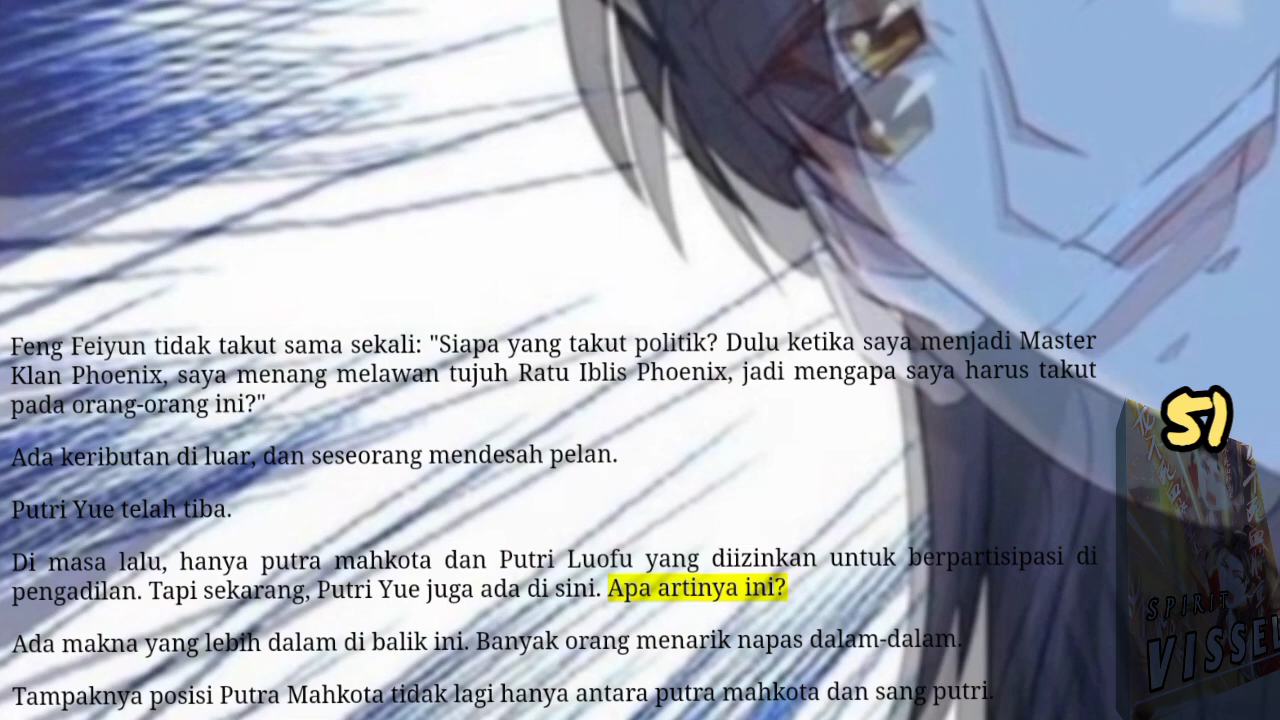 Feng Feiyun tidak takut sama sekali: "Siapa yang takut politik? Dulu ketika saya menjadi Master
Klan Phoenix, saya menang melawan tujuh Ratu Iblis Phoenix, jadi mengapa saya harus takut
pada orang-orang ini?"
Ada keributan di luar, dan seseorang mendesah pelan.
Putri Yue telah tiba.
Di masa lalu, hanya putra mahkota dan Putri Luofu yang diizinkan untuk berpartisipasi di
pengadilan. Tapi sekarang, Putri Yue juga ada di sini. Apa artinya ini?
Ada makna yang lebih dalam di balik ini. Banyak orang menarik napas dalam-dalam.
Tampaknya posisi Putra Mahkota tidak lagi hanya antara putra mahkota dan sang putri.
51
SPIRIT
VISSEL